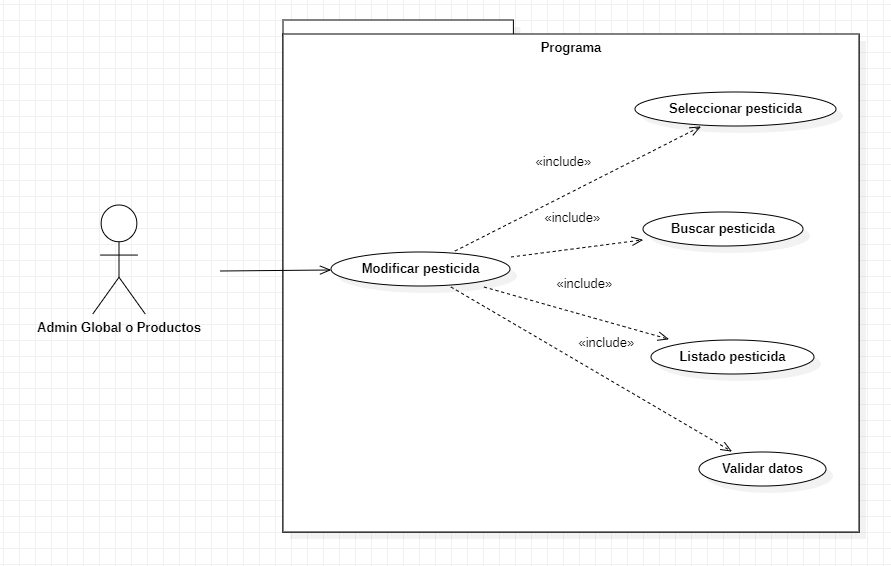 Programa
Seleccionar pesticida
«include»
«include»
Buscar pesticida
Modificar pesticida
«include»
Admin Global o Productos
«include»
Listado pesticida
Validar datos